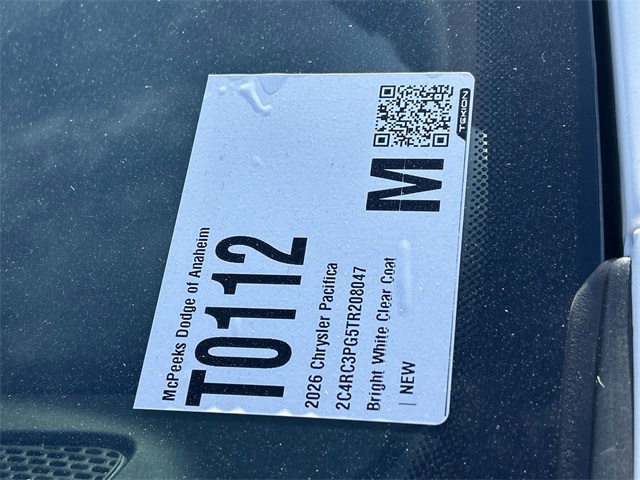 McPeeks Dodge of Anaheim
T0112
2026 Chrysler Pacifica
2C4RC3PG5TR208047
Bright White Clear Coat
| NEW
M
TEKION